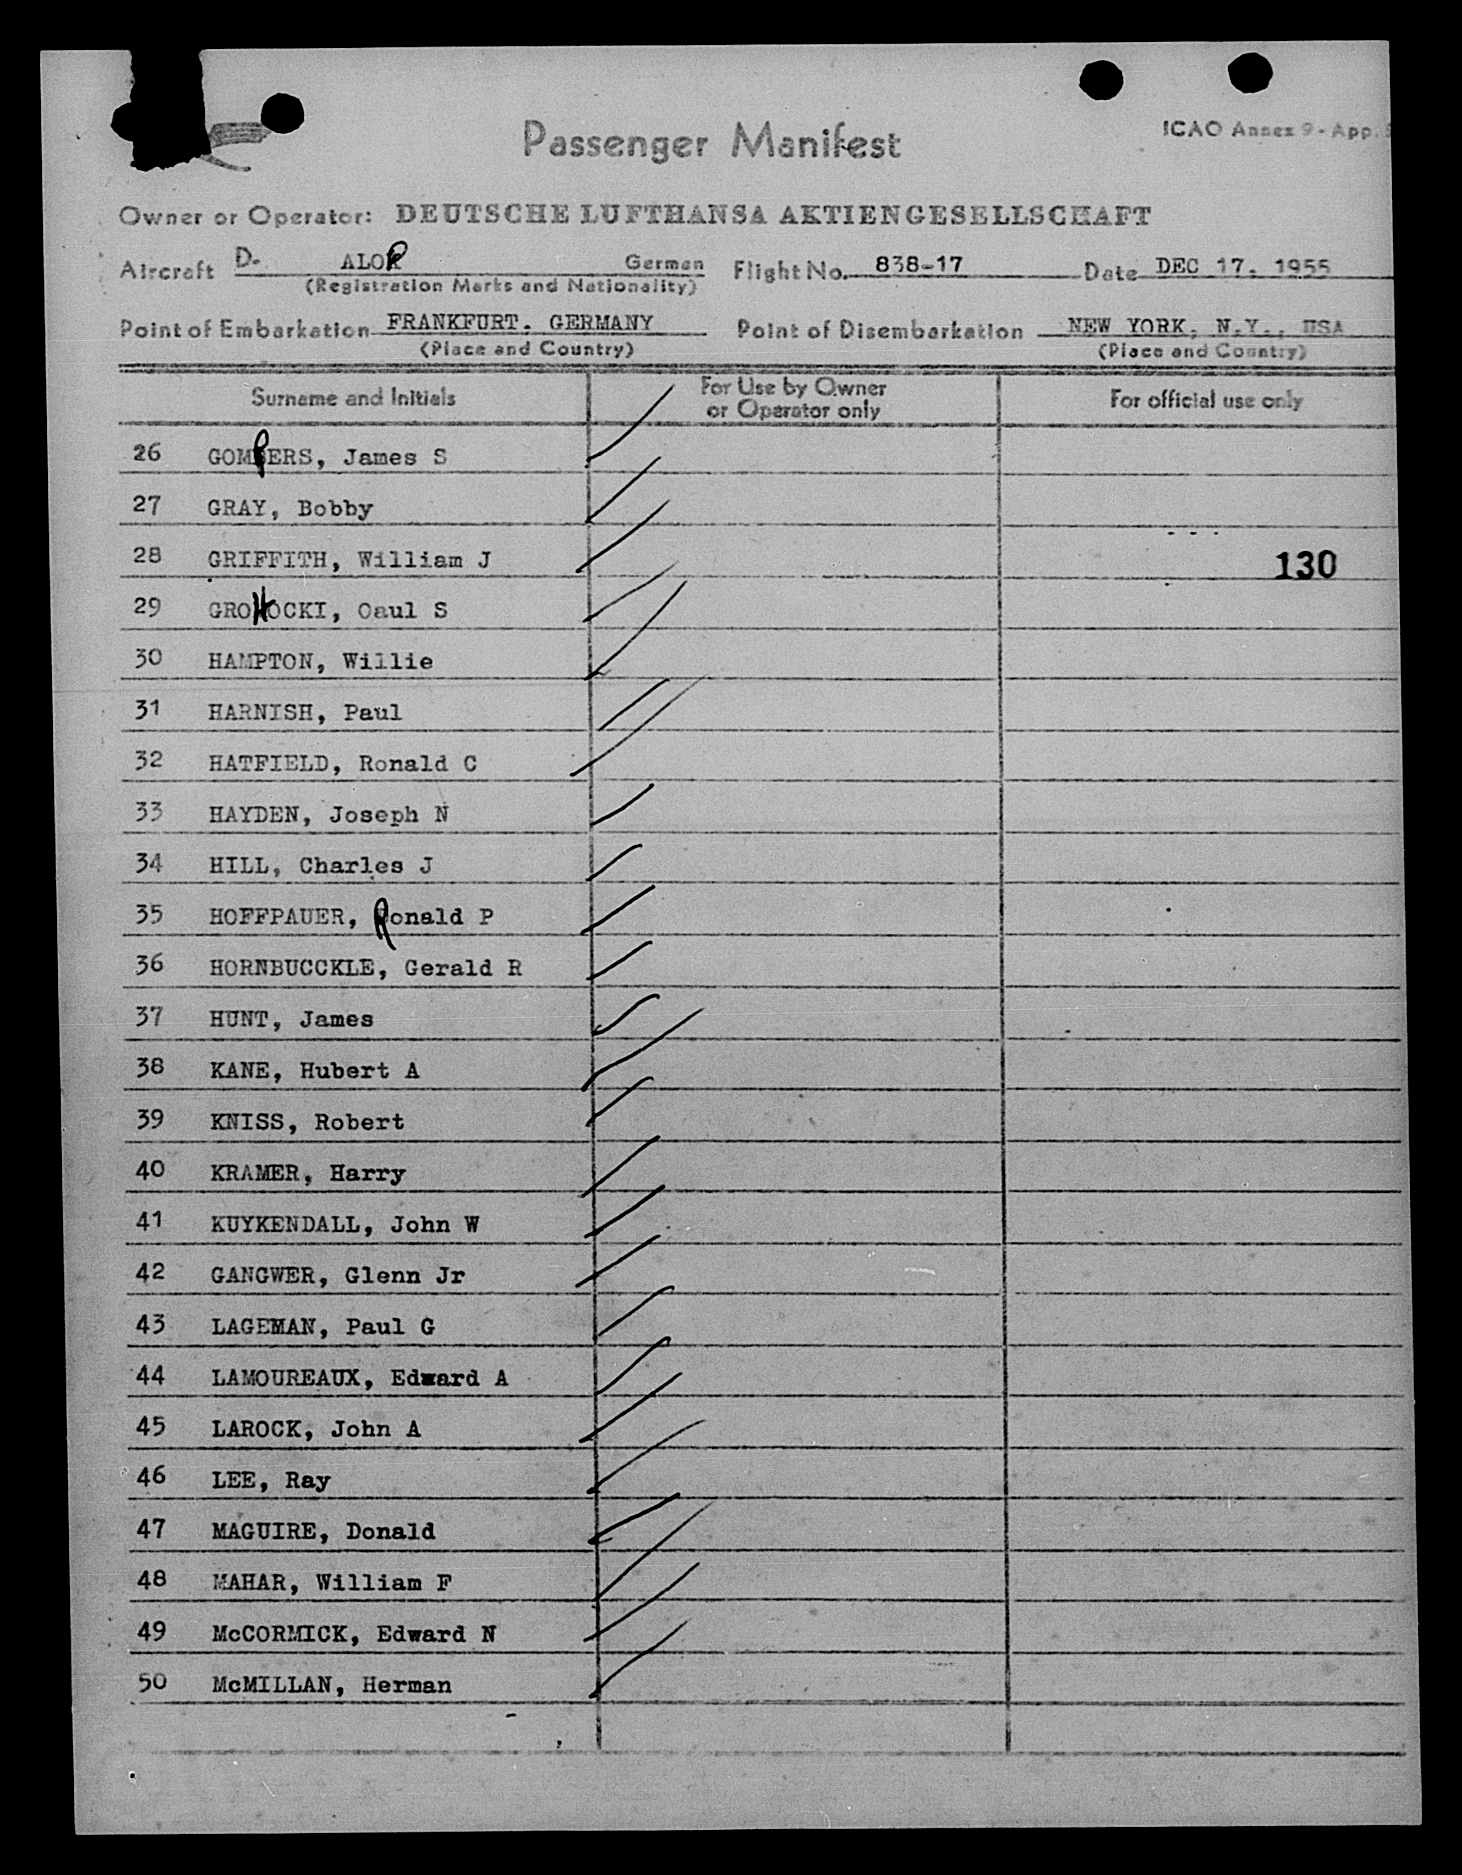 Passenger Manifest
ICAO Annex 9 - App.
Owner or Operator: DEUTSCHE LUFTHANSA AKTIENGESELLSCHAFT
Aircraft D- ALOP German Flight No. 838-17 Date DEC 17, 1955
(Registration Marks and Nationality)
Point of Embarkation FRANKFURT. GERMANY Point of Disembarkation NEW YORK, N.Y., USA
(Place and Country) (Place and Country)
Surname and Initials For Use by Owner or Operator only For official use only
26 GOMPERS, James S
27 GRAY, Bobby
28 GRIFFITH, William J 130
29 GROHOCKI, Oaul S
30 HAMPTON, Willie
31 HARNISH, Paul
32 HATFIELD, Ronald C
33 HAYDEN, Joseph N
34 HILL, Charles J
35 HOFFPAUER, Ronald P
36 HORNBUCCKLE, Gerald R
37 HUNT, James
38 KANE, Hubert A
39 KNISS, Robert
40 KRAMER, Harry
41 KUYKENDALL, John W
42 GANGWER, Glenn Jr
43 LAGEMAN, Paul G
44 LAMOUREAUX, Edward A
45 LAROCK, John A
46 LEE, Ray
47 MAGUIRE, Donald
48 MAHAR, William F
49 McCORMICK, Edward N
50 McMILLAN, Herman